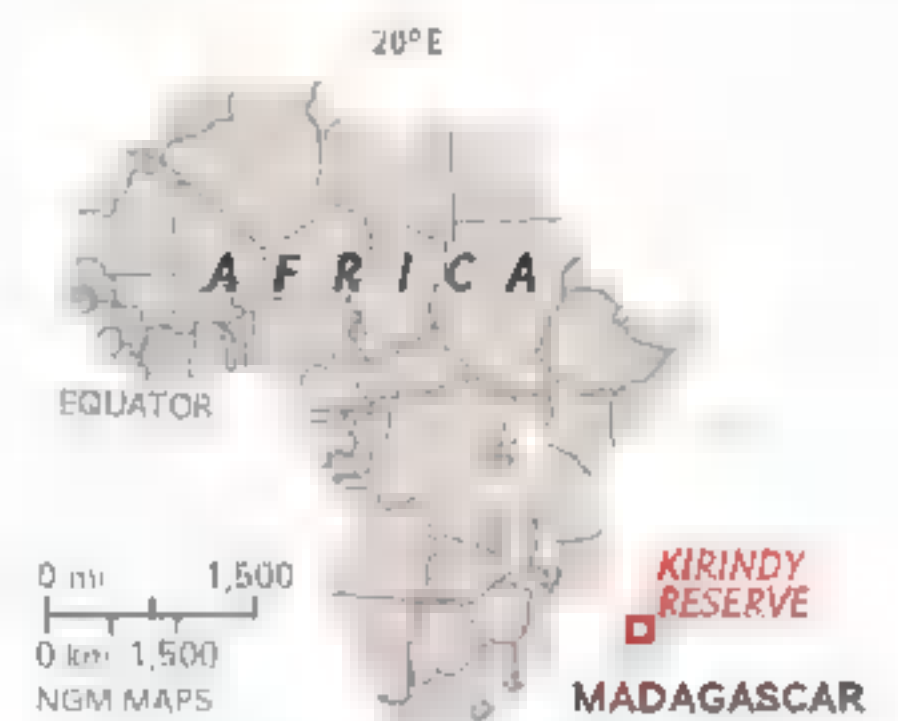 20° E
AFRICA
EQUATOR
0 mi 1,500
0 km 1,500
NGM MAPS
KIRINDY
RESERVE
MADAGASCAR